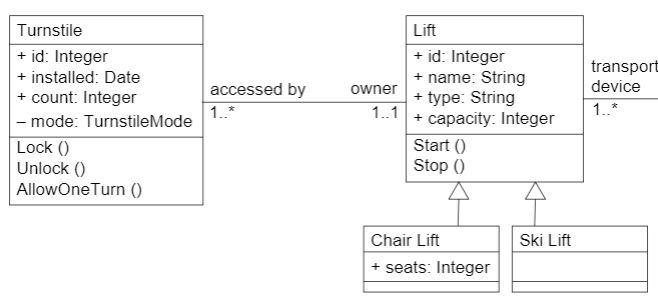 Turnstile
+ id: Integer
+ installed: Date
+ count: Integer
– mode: TurnstileMode
Lock ()
Unlock ()
AllowOneTurn ()
accessed by
1..*
owner
1..1
Lift
+ id: Integer
+ name: String
+ type: String
+ capacity: Integer
Start ()
Stop ()
transport
device
1..*
Chair Lift
+ seats: Integer
Ski Lift